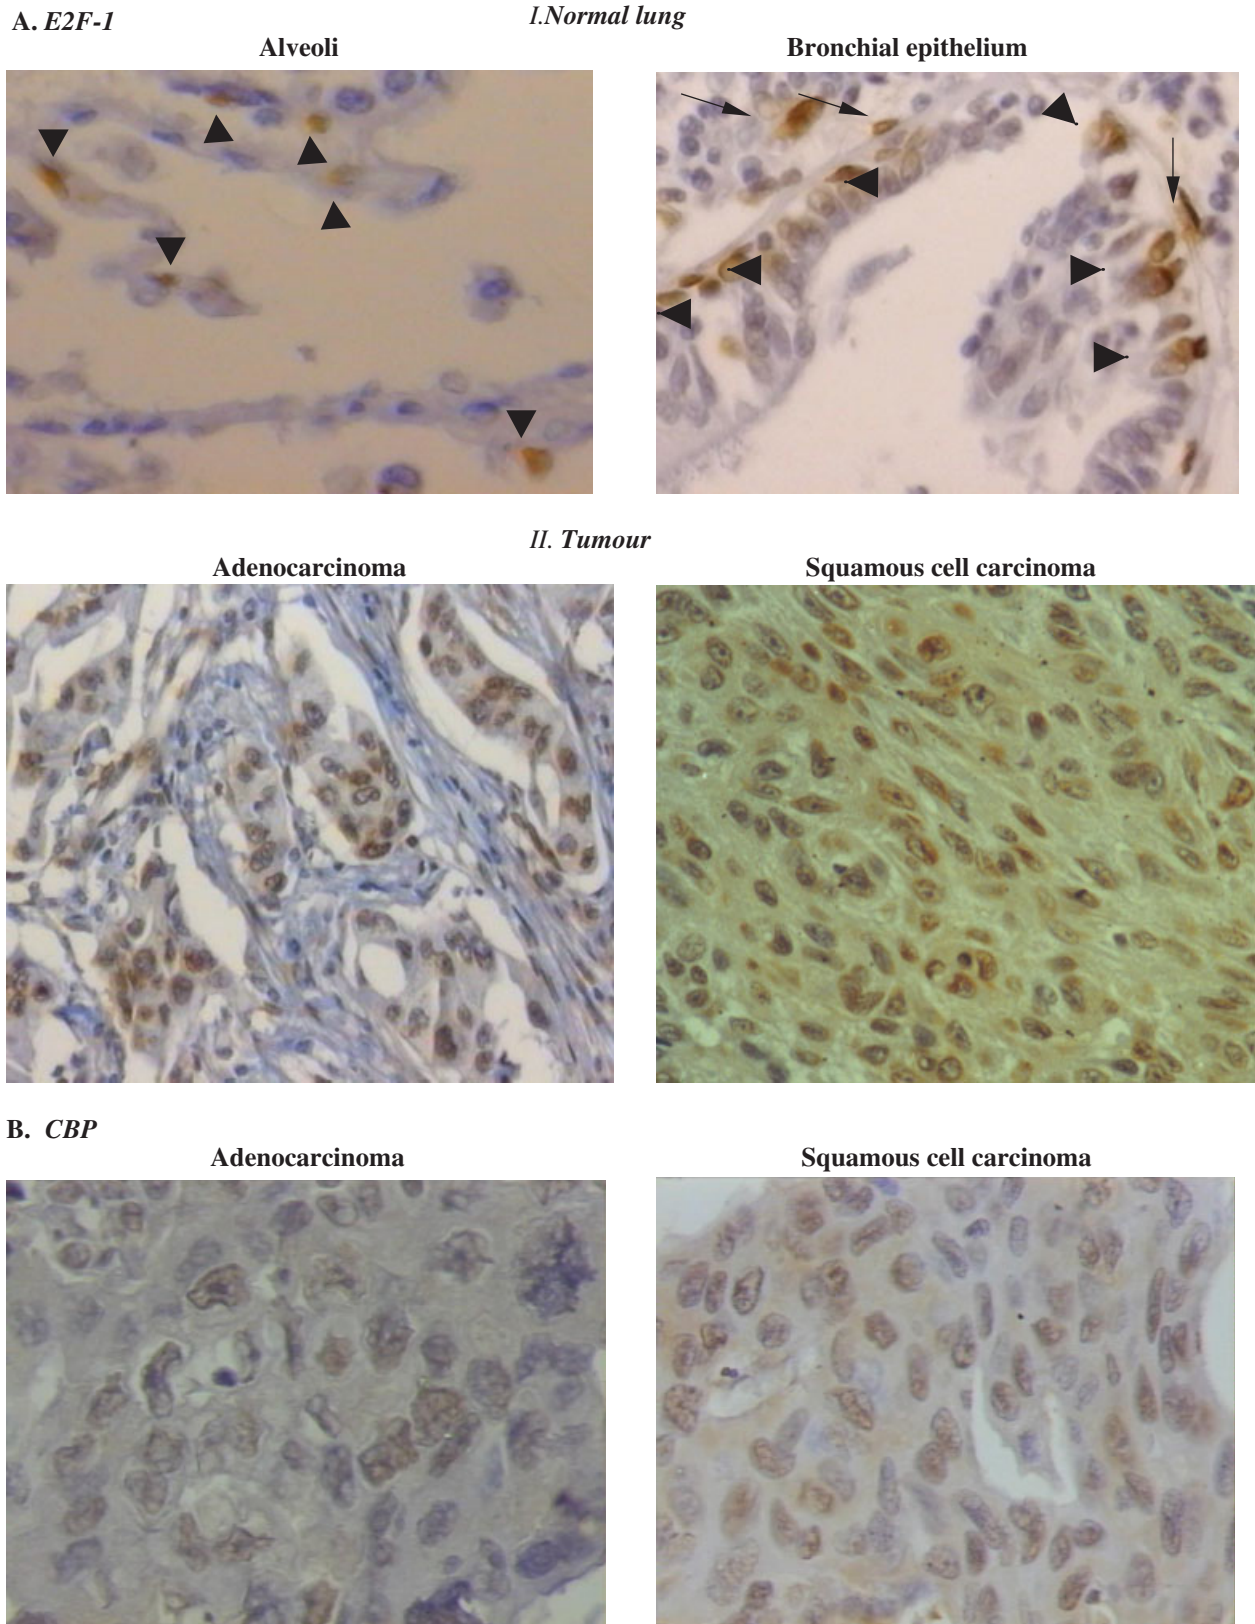 A. E2F-1
I.Normal lung
Alveoli
Bronchial epithelium
II. Tumour
Adenocarcinoma
Squamous cell carcinoma
B. CBP
Adenocarcinoma
Squamous cell carcinoma